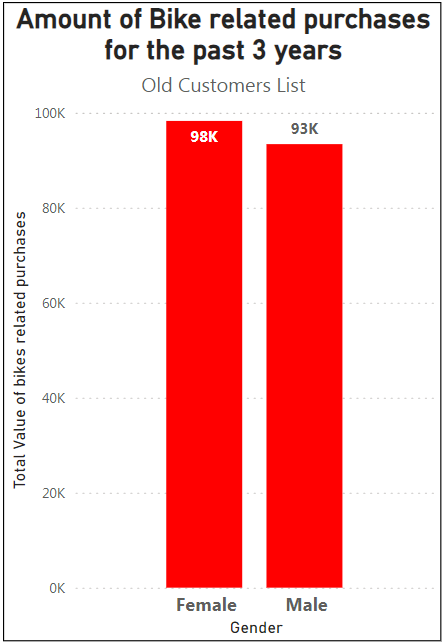 Amount of Bike related purchases
for the past 3 years
Old Customers List
Total Value of bikes related purchases
100K
80K
60K
40K
20K
0K
98K
93K
Female
Male
Gender